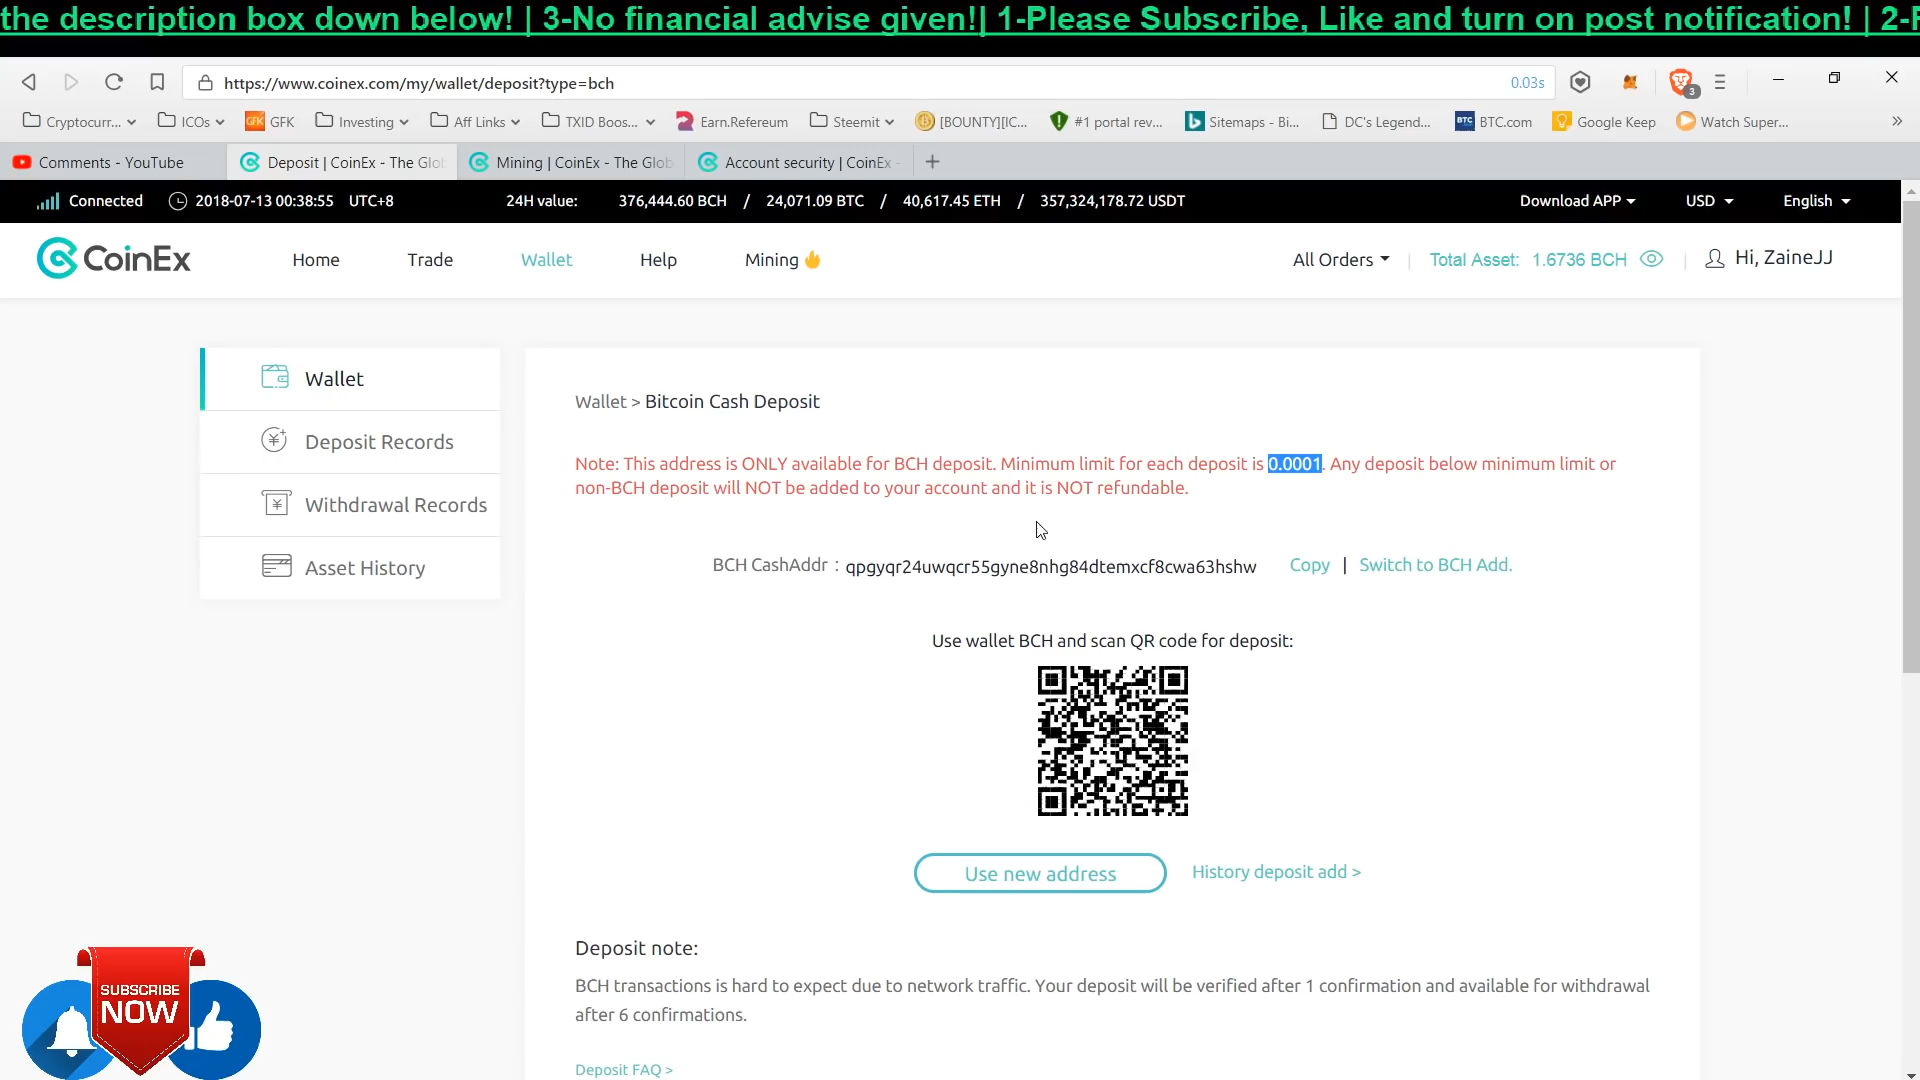 the description box down below! | 3-No financial advise given!| 1-Please Subscribe, Like and turn on post notification! | 2-
https://www.coinex.com/my/wallet/deposit?type=bch 0.03s 3
Cryptocurr... ICOs GFK GFK Investing Aff Links TXID Boos... Earn.Refereum Steemit [BOUNTY][IC... #1 portal rev... Sitemaps - Bi... DC's Legend... BTC BTC.com Google Keep Watch Super... »
Comments - YouTube Deposit | CoinEx - The Glob Mining | CoinEx - The Glob Account security | CoinEx -
Connected 2018-07-13 00:38:55 UTC+8 24H value: 376,444.60 BCH / 24,071.09 BTC / 40,617.45 ETH / 357,324,178.72 USDT Download APP USD English
CoinEx Home Trade Wallet Help Mining All Orders | Total Asset: 1.6736 BCH | Hi, ZaineJJ
Wallet
Deposit Records
Withdrawal Records
Asset History
Wallet > Bitcoin Cash Deposit
Note: This address is ONLY available for BCH deposit. Minimum limit for each deposit is 0.0001. Any deposit below minimum limit or
non-BCH deposit will NOT be added to your account and it is NOT refundable.
BCH CashAddr : qpgyqr24uwqcr55gyne8nhg84dtemxcf8cwa63hshw Copy | Switch to BCH Add.
Use wallet BCH and scan QR code for deposit:
Use new address History deposit add >
Deposit note:
BCH transactions is hard to expect due to network traffic. Your deposit will be verified after 1 confirmation and available for withdrawal
after 6 confirmations.
Deposit FAQ >
SUBSCRIBE
NOW